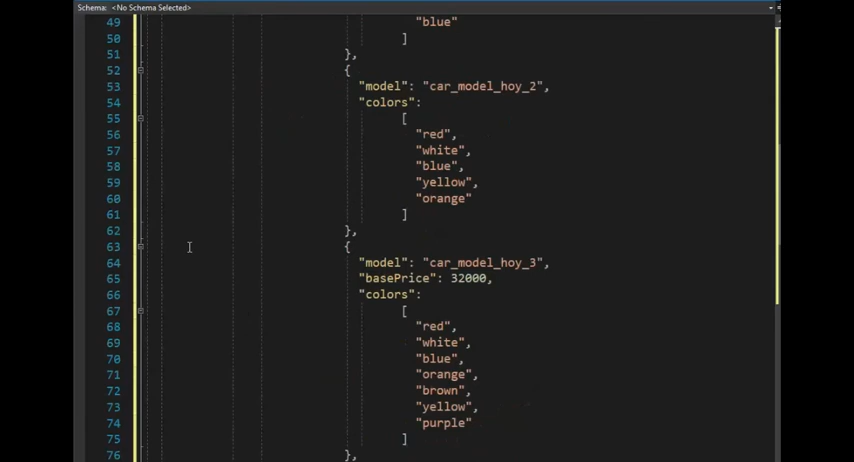 Schema: <No Schema Selected>
49 "blue"
50 ]
51 },
52 {
53 "model": "car_model_hoy_2",
54 "colors":
55 [
56 "red",
57 "white",
58 "blue",
59 "yellow",
60 "orange"
61 ]
62 },
63 {
64 "model": "car_model_hoy_3",
65 "basePrice": 32000,
66 "colors":
67 [
68 "red",
69 "white",
70 "blue",
71 "orange",
72 "brown",
73 "yellow",
74 "purple"
75 ]
76 },